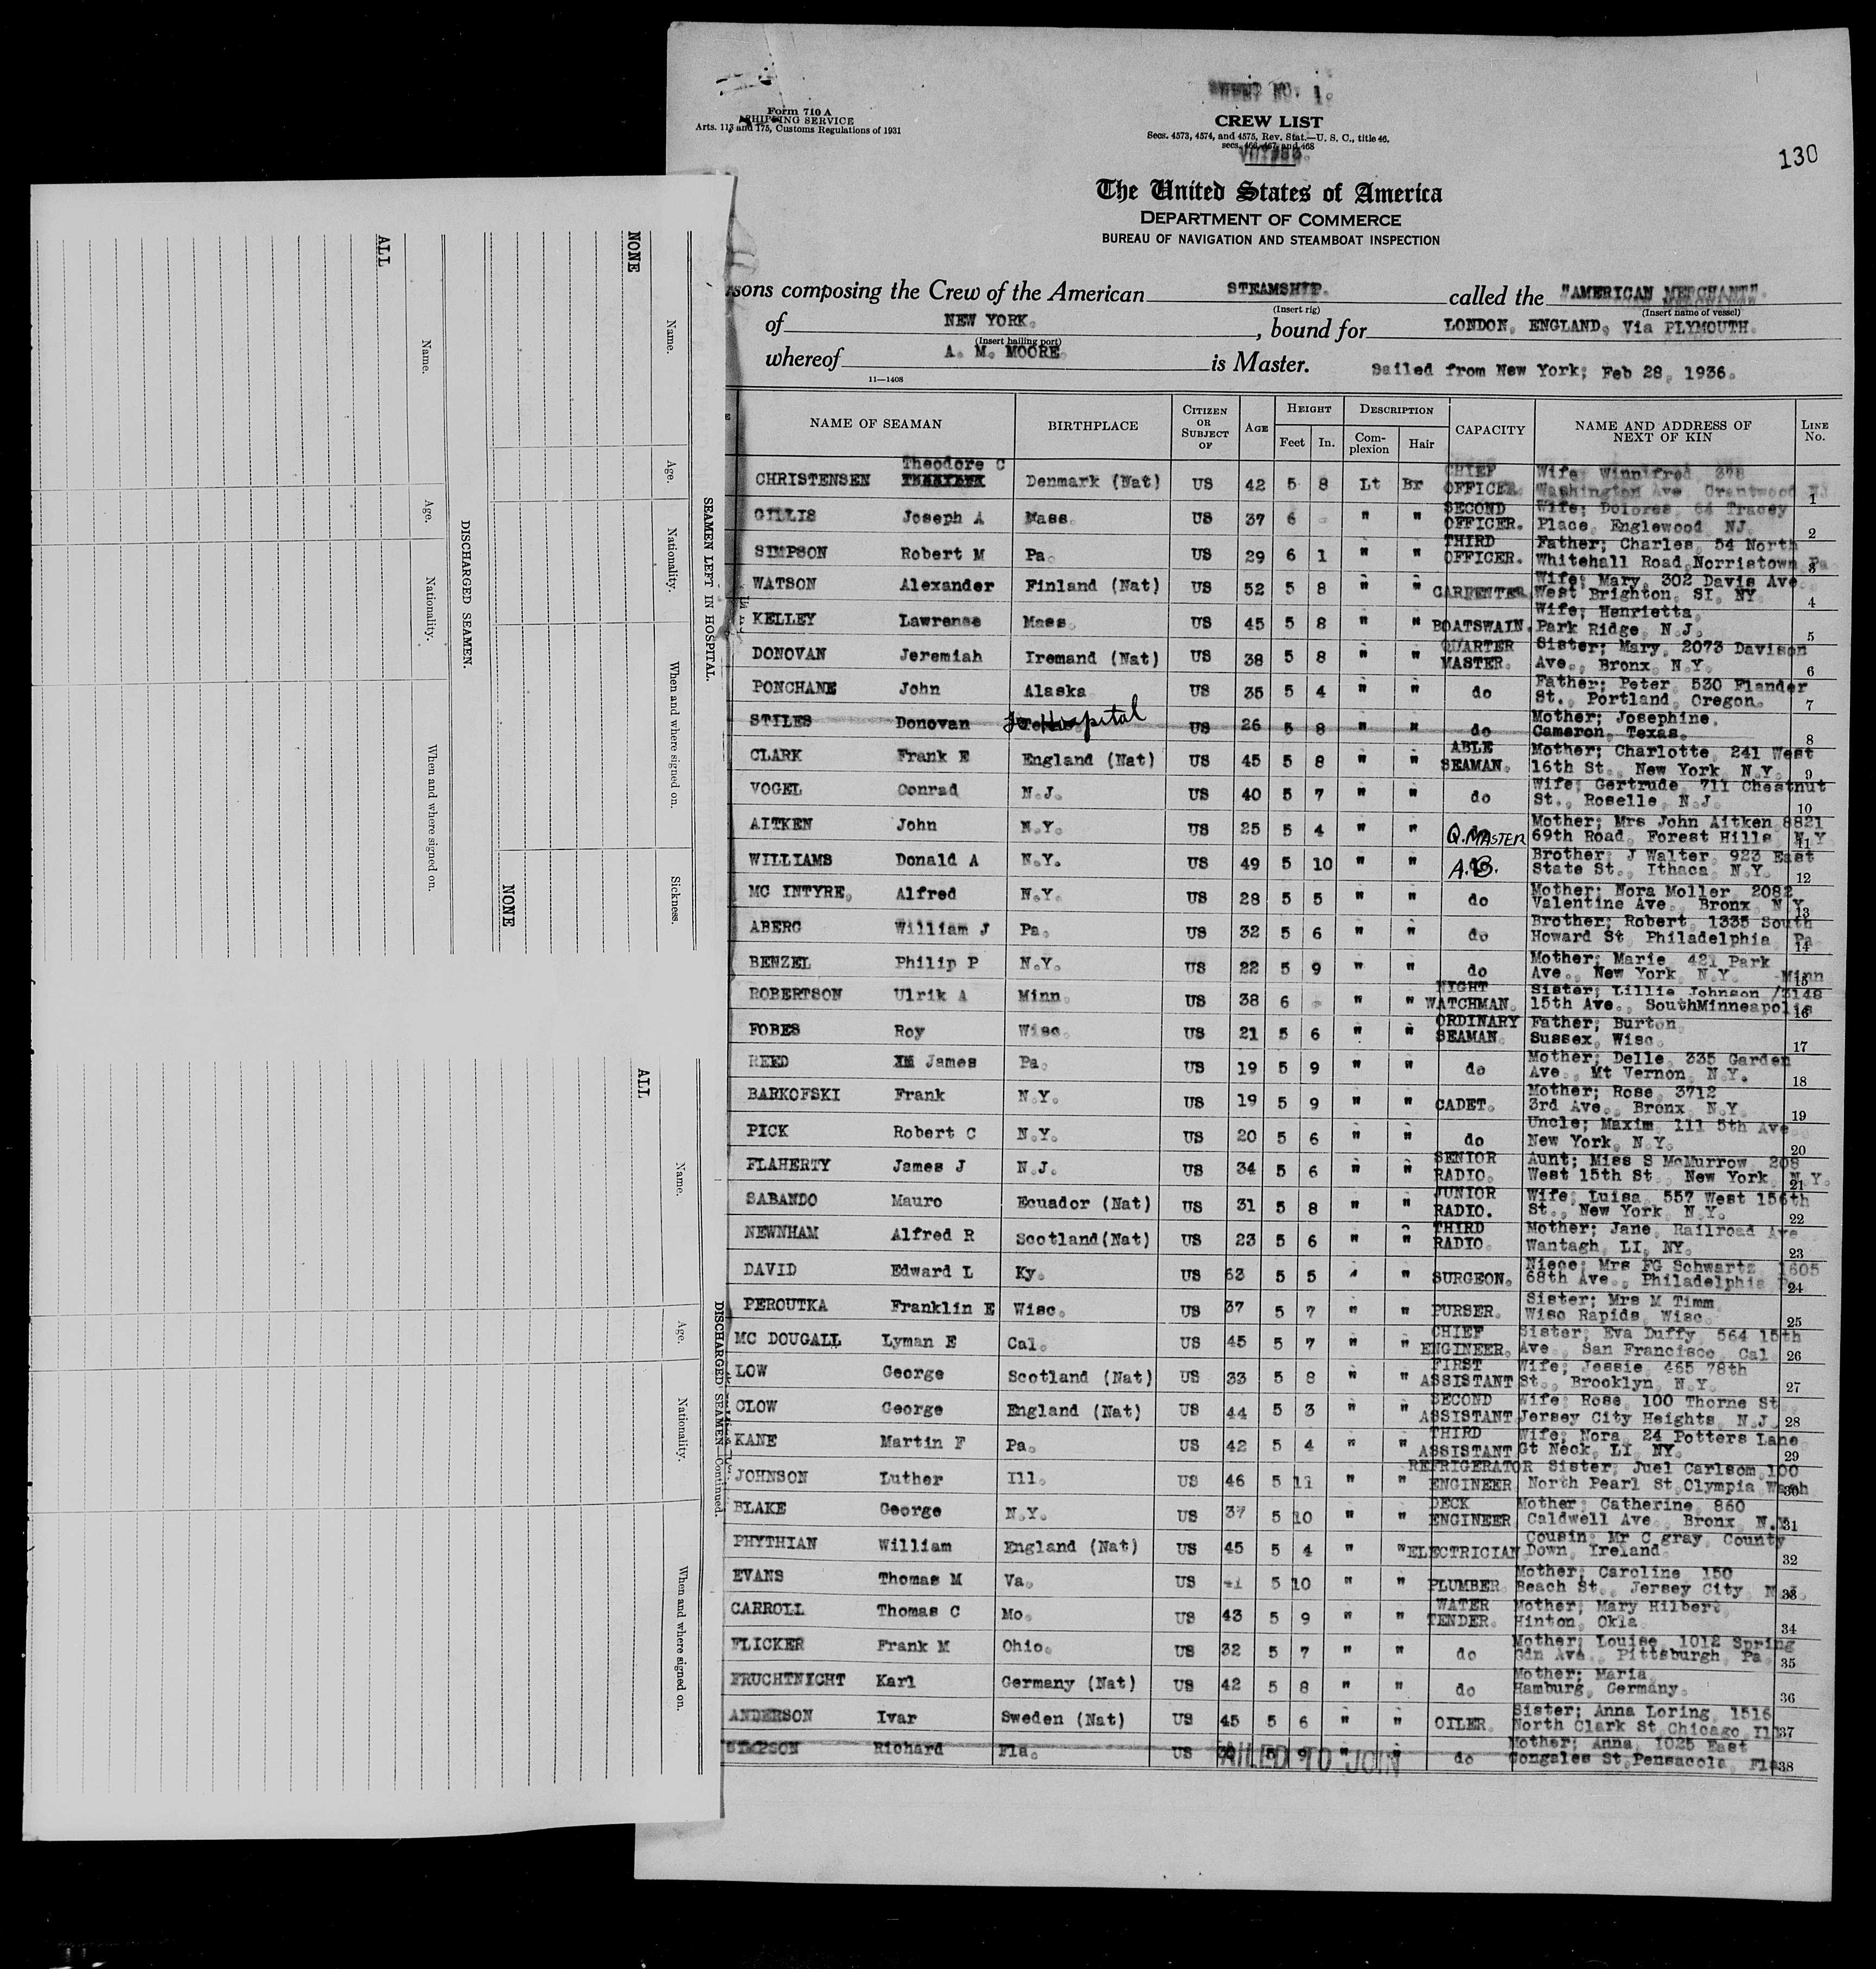 SHEET NO. 1.
Form 710 A
SHIPPING SERVICE
Arts. 113 and 175, Customs Regulations of 1931
CREW LIST
Secs. 4573, 4574, and 4575, Rev. Stat.—U. S. C., title 46,
secs. 466, 467, and 468
130
The United States of America
DEPARTMENT OF COMMERCE
BUREAU OF NAVIGATION AND STEAMBOAT INSPECTION
sons composing the Crew of the American STEAMSHIP. called the "AMERICAN MERCHANT".
(Insert rig) (Insert name of vessel)
of NEW YORK. , bound for LONDON, ENGLAND, Via PLYMOUTH.
(Insert hailing port)
whereof A. M. MOORE. is Master. Sailed from New York; Feb 28, 1936.
11—1408
NAME OF SEAMAN BIRTHPLACE CITIZEN OR SUBJECT OF AGE HEIGHT Feet In. DESCRIPTION Complexion Hair CAPACITY NAME AND ADDRESS OF NEXT OF KIN LINE No.
CHRISTENSEN Theodore C Denmark (Nat) US 42 5 8 Lt Br CHIEF OFFICER. Wife; Winnifred, 378 Washington Ave, Grantwood NJ 1
GILLIS Joseph A Mass. US 37 6 - " " SECOND OFFICER. Wife; Dolores, 64 Tracey Place, Englewood, NJ. 2
SIMPSON Robert M Pa. US 29 6 1 " " THIRD OFFICER. Father; Charles, 54 North Whitehall Road, Norristown, Pa 3
WATSON Alexander Finland (Nat) US 52 5 8 " " CARPENTER. Wife; Mary, 302 Davis Ave. West Brighton, SI, NY. 4
KELLEY Lawrence Mass. US 45 5 8 " " BOATSWAIN. Wife; Henrietta, Park Ridge, N.J. 5
DONOVAN Jeremiah Iremand (Nat) US 38 5 8 " " QUARTER MASTER. Sister; Mary, 2073 Davison Ave., Bronx, N.Y. 6
PONCHANE John Alaska US 35 5 4 " " do Father; Peter, 530 Flander St., Portland, Oregon. 7
STILES Donovan To Hospital US 26 5 8 " " do Mother; Josephine, Cameron, Texas. 8
CLARK Frank E England (Nat) US 45 5 8 " " ABLE SEAMAN. Mother; Charlotte, 241 West 16th St., New York, N.Y. 9
VOGEL Conrad N.J. US 40 5 7 " " do Wife; Gertrude, 711 Chestnut St., Roselle, N.J. 10
AITKEN John N.Y. US 25 5 4 " " Q.MASTER Mother; Mrs John Aitken, 8821 69th Road, Forest Hills, N.Y 11
WILLIAMS Donald A N.Y. US 49 5 10 " " A.B. Brother; J Walter, 923 East State St., Ithaca, N.Y. 12
MC INTYRE, Alfred N.Y. US 28 5 5 " " do Mother; Nora Moller, 2082 Valentine Ave., Bronx, N.Y 13
ABERG William J Pa. US 32 5 6 " " do Brother; Robert, 1335 South Howard St, Philadelphia, Pa 14
BENZEL Philip P N.Y. US 22 5 9 " " do Mother; Marie, 421 Park Ave., New York, N.Y. 15
ROBERTSON Ulrik A Minn. US 38 6 - " " NIGHT WATCHMAN. Sister; Lillie Johnson /3148 15th Ave., SouthMinneapolis Minn 16
FOBES Roy Wisc. US 21 5 6 " " ORDINARY SEAMAN. Father; Burton, Sussex, Wisc. 17
REED James Pa. US 19 5 9 " " do Mother; Delle, 335 Garden Ave., Mt Vernon, N.Y. 18
BARKOFSKI Frank N.Y. US 19 5 9 " " CADET. Mother; Rose, 3712 3rd Ave., Bronx, N.Y. 19
PICK Robert C N.Y. US 20 5 6 " " do Uncle; Maxim, 111 5th Ave, New York, N.Y. 20
FLAHERTY James J N.J. US 34 5 6 " " SENIOR RADIO. Aunt; Miss S McMurrow, 208 West 15th St., New York, N.Y. 21
SABANDO Mauro Ecuador (Nat) US 31 5 8 " " JUNIOR RADIO. Wife; Luisa, 557 West 156th St., New York, N.Y. 22
NEWNHAM Alfred R Scotland(Nat) US 23 5 6 " " THIRD RADIO. Mother; Jane, Railroad Ave Wantagh, LI, NY. 23
DAVID Edward L Ky. US 63 5 5 " " SURGEON. Niece; Mrs FG Schwartz, 1605 68th Ave., Philadelphia, Pa. 24
PEROUTKA Franklin E Wisc. US 37 5 7 " " PURSER. Sister; Mrs M Timm, Wisc Rapids, Wisc. 25
MC DOUGALL Lyman E Cal. US 45 5 7 " " CHIEF ENGINEER. Sister; Eva Duffy, 564 15th Ave., San Francisco, Cal 26
LOW George Scotland (Nat) US 33 5 8 " " FIRST ASSISTANT Wife; Jessie, 465 78th St., Brooklyn, N.Y. 27
CLOW George England (Nat) US 44 5 3 " " SECOND ASSISTANT Wife; Rose, 100 Thorne St, Jersey City Heights, N.J. 28
KANE Martin F Pa. US 42 5 4 " " THIRD ASSISTANT Wife; Nora, 24 Potters Lane Gt Neck, LI, NY. 29
JOHNSON Luther Ill. US 46 5 11 " " REFRIGERATOR ENGINEER Sister; Juel Carlsom, 100 North Pearl St, Olympia Wash 30
BLAKE George N.Y. US 37 5 10 " " DECK ENGINEER Mother; Catherine, 860 Caldwell Ave., Bronx, N.Y 31
PHYTHIAN William England (Nat) US 45 5 4 " " ELECTRICIAN Cousin; Mr C gray, County Down, Ireland. 32
EVANS Thomas M Va. US 41 5 10 " " PLUMBER. Mother; Caroline, 150 Beach St., Jersey City, N.J. 33
CARROLL Thomas C Mo. US 43 5 9 " " WATER TENDER. Mother; Mary Hilbert, Hinton, Okla. 34
FLICKER Frank M Ohio. US 32 5 7 " " do Mother; Louise, 1012 Spring Gdn Ave., Pittsburgh, Pa. 35
FRUCHTNICHT Karl Germany (Nat) US 42 5 8 " " do Mother; Maria, Hamburg, Germany. 36
ANDERSON Ivar Sweden (Nat) US 45 5 6 " " OILER. Sister; Anna Loring, 1516 North Clark St, Chicago, Ill 37
SIMPSON Richard Fla. US 5 9 " " do Mother; Anna, 1025 East Gongales St, Pensacola, Fla 38
FAILED TO JOIN
SEAMEN LEFT IN HOSPITAL.
Name. Age. Nationality. When and where signed on. Sickness.
NONE
NONE
DISCHARGED SEAMEN.
Name. Age. Nationality. When and where signed on.
ALL
DISCHARGED SEAMEN—Continued.
Name. Age. Nationality. When and where signed on.
ALL